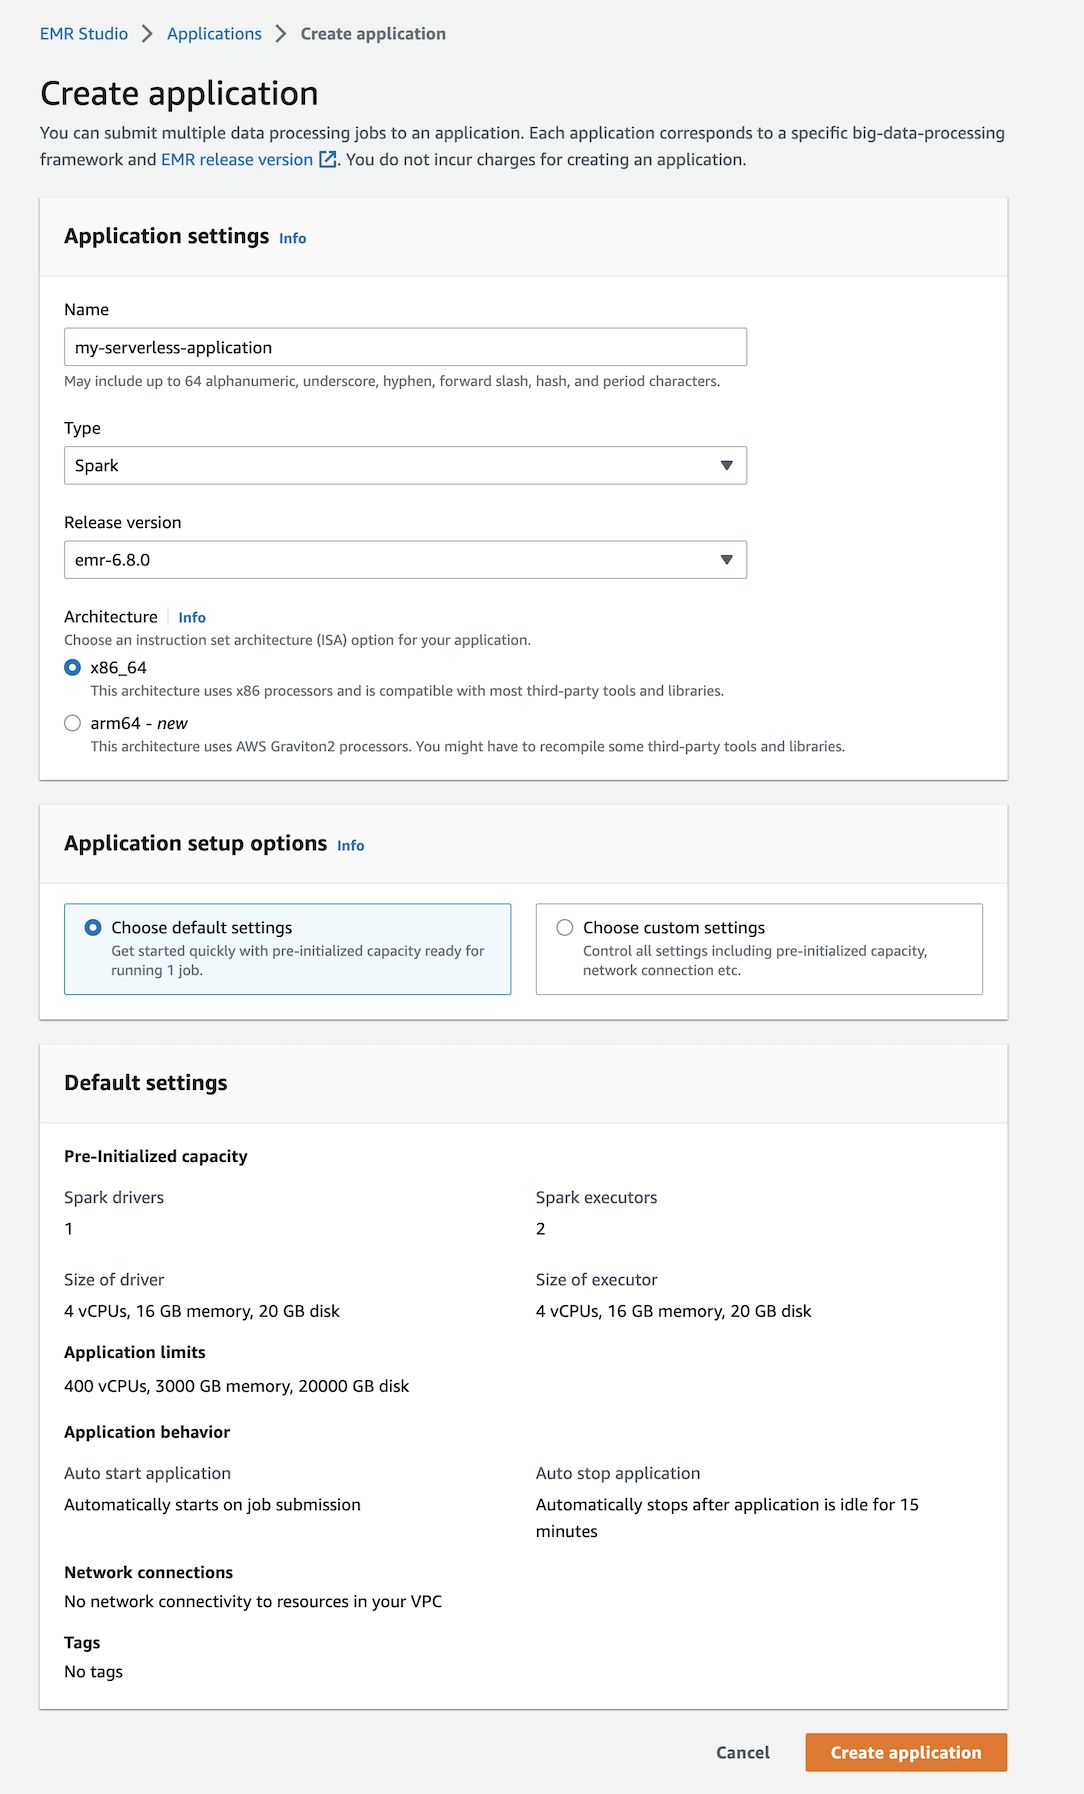 EMR Studio > Applications > Create application
Create application
You can submit multiple data processing jobs to an application. Each application corresponds to a specific big-data-processing
framework and EMR release version. You do not incur charges for creating an application.
Application settings Info
Name
my-serverless-application
May include up to 64 alphanumeric, underscore, hyphen, forward slash, hash, and period characters.
Type
Spark
Release version
emr-6.8.0
Architecture Info
Choose an instruction set architecture (ISA) option for your application.
x86_64
This architecture uses x86 processors and is compatible with most third-party tools and libraries.
arm64 - new
This architecture uses AWS Graviton2 processors. You might have to recompile some third-party tools and libraries.
Application setup options Info
Choose default settings
Get started quickly with pre-initialized capacity ready for
running 1 job.
Choose custom settings
Control all settings including pre-initialized capacity,
network connection etc.
Default settings
Pre-Initialized capacity
Spark drivers
1
Spark executors
2
Size of driver
4 vCPUs, 16 GB memory, 20 GB disk
Size of executor
4 vCPUs, 16 GB memory, 20 GB disk
Application limits
400 vCPUs, 3000 GB memory, 20000 GB disk
Application behavior
Auto start application
Automatically starts on job submission
Auto stop application
Automatically stops after application is idle for 15
minutes
Network connections
No network connectivity to resources in your VPC
Tags
No tags
Cancel
Create application